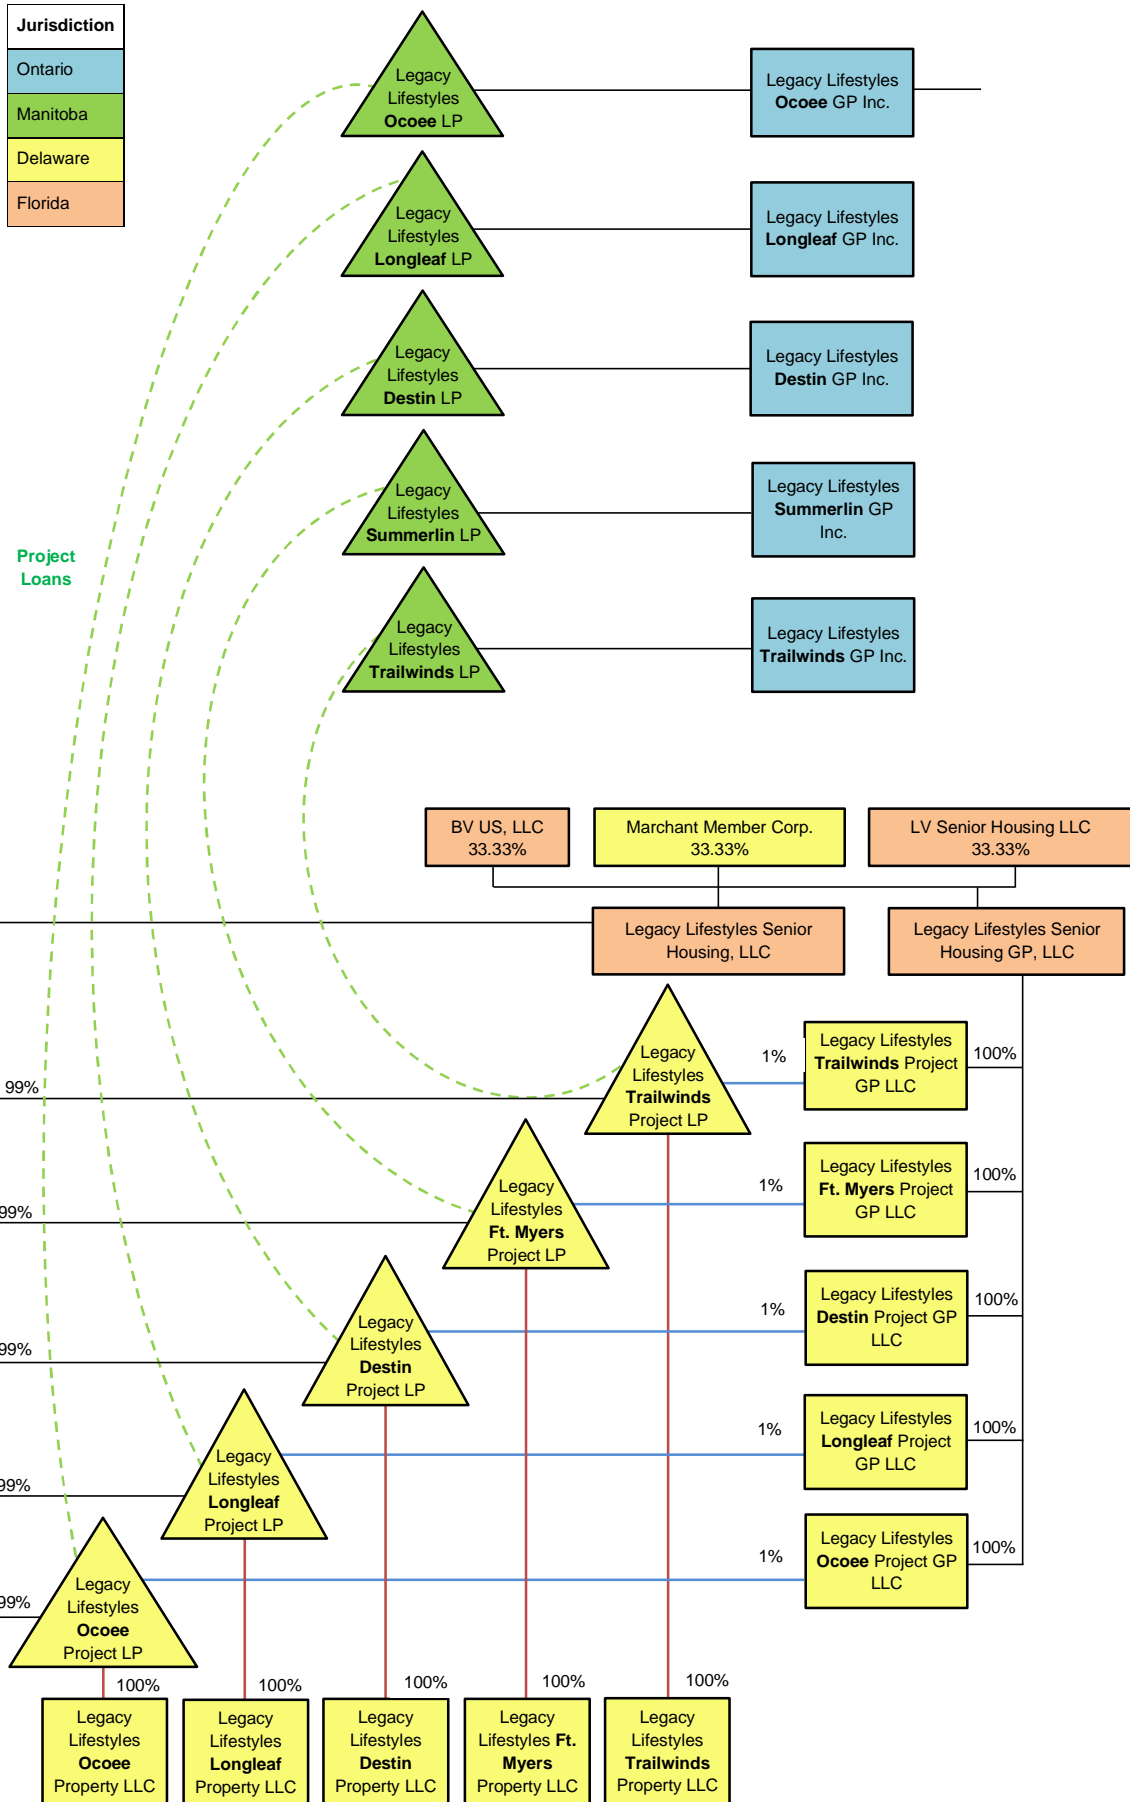 Jurisdiction
Ontario
Manitoba
Delaware
Florida
Legacy
Lifestyles
Ocoee LP
Legacy Lifestyles
Ocoee GP Inc.
Legacy
Lifestyles
Longleaf LP
Legacy Lifestyles
Longleaf GP Inc.
Legacy
Lifestyles
Destin LP
Legacy Lifestyles
Destin GP Inc.
Legacy
Lifestyles
Summerlin LP
Legacy Lifestyles
Summerlin GP
Inc.
Project
Loans
Legacy
Lifestyles
Trailwinds LP
Legacy Lifestyles
Trailwinds GP Inc.
BV US, LLC
33.33%
Marchant Member Corp.
33.33%
LV Senior Housing LLC
33.33%
Legacy Lifestyles Senior
Housing, LLC
Legacy Lifestyles Senior
Housing GP, LLC
99%
Legacy
Lifestyles
Trailwinds
Project LP
1%
Legacy Lifestyles
Trailwinds Project
GP LLC
100%
99%
Legacy
Lifestyles
Ft. Myers
Project LP
1%
Legacy Lifestyles
Ft. Myers Project
GP LLC
100%
99%
Legacy
Lifestyles
Destin
Project LP
1%
Legacy Lifestyles
Destin Project GP
LLC
100%
99%
Legacy
Lifestyles
Longleaf
Project LP
1%
Legacy Lifestyles
Longleaf Project
GP LLC
100%
99%
Legacy
Lifestyles
Ocoee
Project LP
1%
Legacy Lifestyles
Ocoee Project GP
LLC
100%
100%
100%
100%
100%
100%
Legacy
Lifestyles
Ocoee
Property LLC
Legacy
Lifestyles
Longleaf
Property LLC
Legacy
Lifestyles
Destin
Property LLC
Legacy
Lifestyles Ft.
Myers
Property LLC
Legacy
Lifestyles
Trailwinds
Property LLC